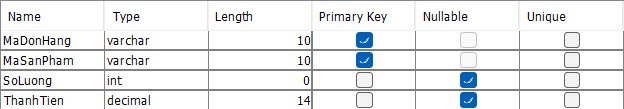 Name Type Length Primary Key Nullable Unique
MaDonHang varchar 10
MaSanPham varchar 10
SoLuong int 0
ThanhTien decimal 14